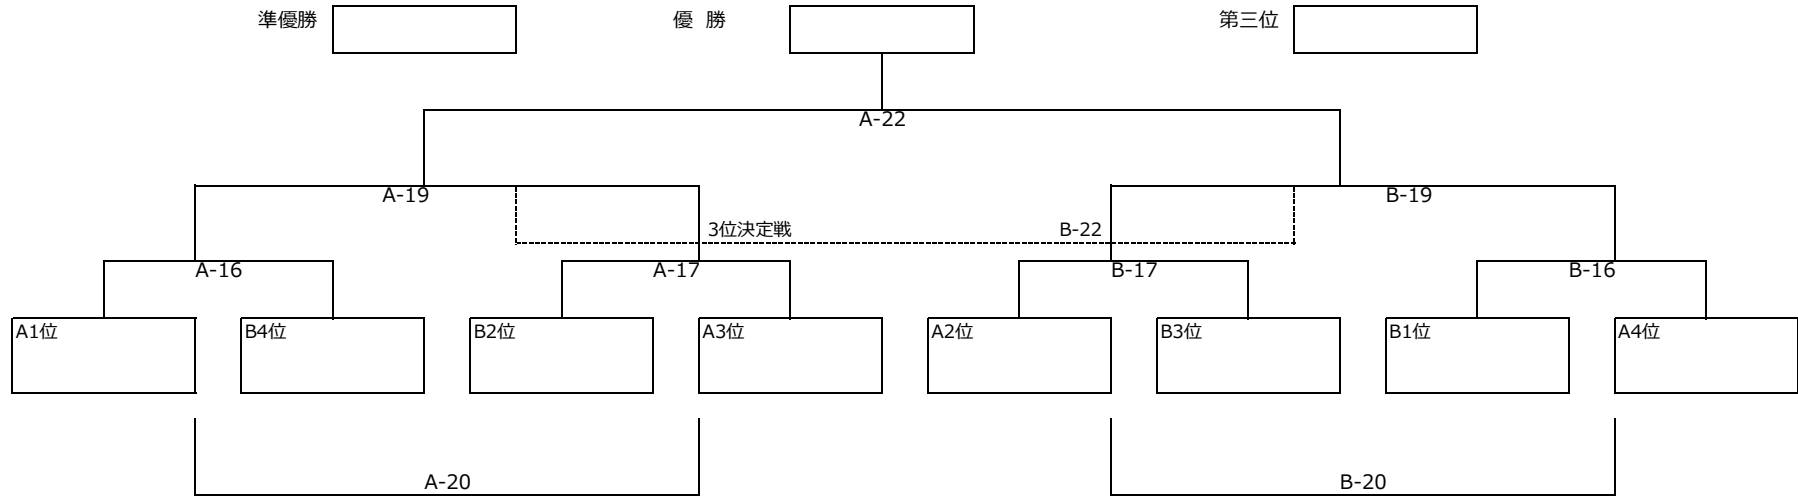 準優勝 優 勝 第三位
A-22
A-19 B-19
3位決定戦 B-22
A-16 A-17 B-17 B-16
A1位 B4位 B2位 A3位 A2位 B3位 B1位 A4位
A-20 B-20